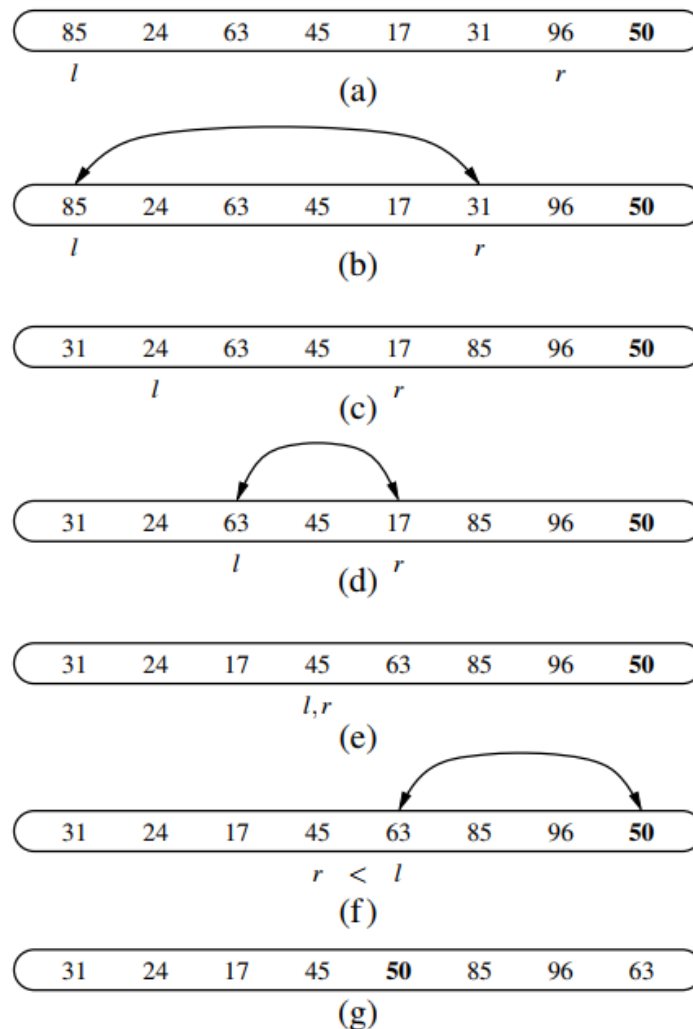 85 24 63 45 17 31 96 50
l r
(a)
85 24 63 45 17 31 96 50
l r
(b)
31 24 63 45 17 85 96 50
l r
(c)
31 24 63 45 17 85 96 50
l r
(d)
31 24 17 45 63 85 96 50
l,r
(e)
31 24 17 45 63 85 96 50
r < l
(f)
31 24 17 45 50 85 96 63
(g)